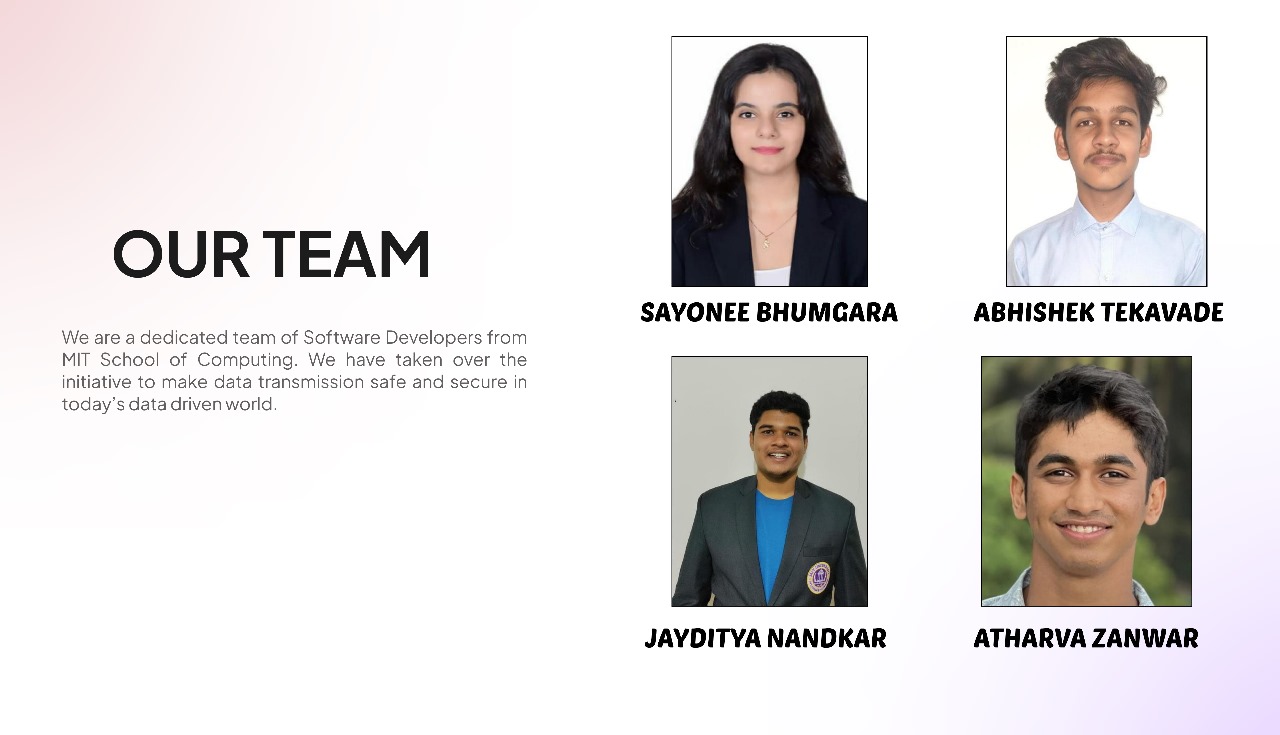 OUR TEAM
We are a dedicated team of Software Developers from
MIT School of Computing. We have taken over the
initiative to make data transmission safe and secure in
today's data driven world.
SAYONEE BHUMGARA
ABHISHEK TEKAVADE
JAYDITYA NANDKAR
ATHARVA ZANWAR